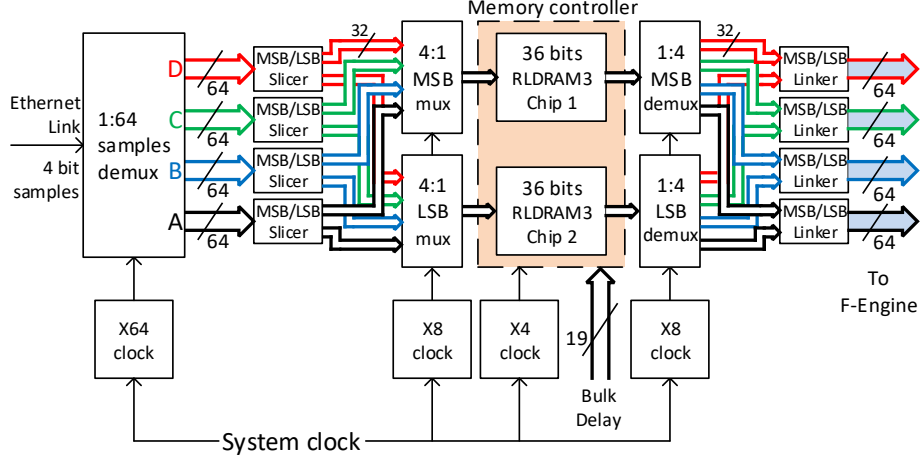 Memory controller
Ethernet
Link
4 bit
samples
1:64
samples
demux
D
64
C
64
B
64
A
64
MSB/LSB
Slicer
MSB/LSB
Slicer
MSB/LSB
Slicer
MSB/LSB
Slicer
32
4:1
MSB
mux
4:1
LSB
mux
36 bits
RLDRAM3
Chip 1
36 bits
RLDRAM3
Chip 2
1:4
MSB
demux
1:4
LSB
demux
32
MSB/LSB
Linker
MSB/LSB
Linker
MSB/LSB
Linker
MSB/LSB
Linker
64
64
64
64
To
F-Engine
X64
clock
X8
clock
X4
clock
19
X8
clock
Bulk
Delay
System clock